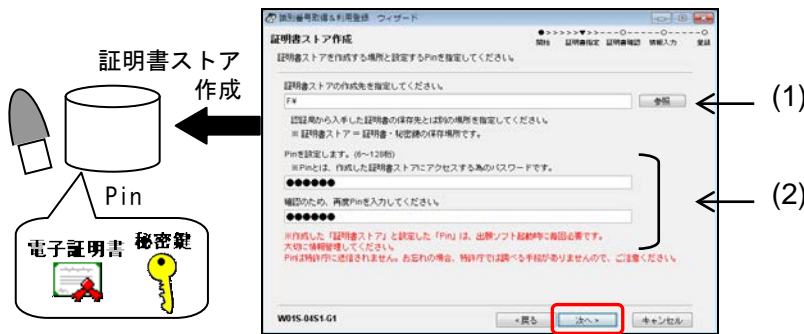 証明書ストア
作成
Pin
電子証明書
秘密鍵
識別番号取得&利用登録 ウィザード
証明書ストア作成
●>>>>>▼>>---○-----○-----○
開始 証明書指定 証明書確認 情報入力 登録
証明書ストアを作成する場所と設定するPinを指定してください。
証明書ストアの作成先を指定してください。
F¥
参照
認証局から入手した証明書の保存先とは別の場所を指定してください。
※ 証明書ストア = 証明書・秘密鍵の保存場所です。
Pinを設定します。(6~128桁)
※Pinとは、作成した証明書ストアにアクセスする為のパスワードです。
●●●●●●
確認のため、再度Pinを入力してください。
●●●●●●
※作成した「証明書ストア」と設定した「Pin」は、出願ソフト起動時に毎回必要です。
大切に情報管理してください。
Pinは特許庁に送信されません。お忘れの場合、特許庁では調べる手段がありませんので、ご注意ください。
W01S-04S1-G1
<戻る
次へ>
キャンセル
(1)
(2)